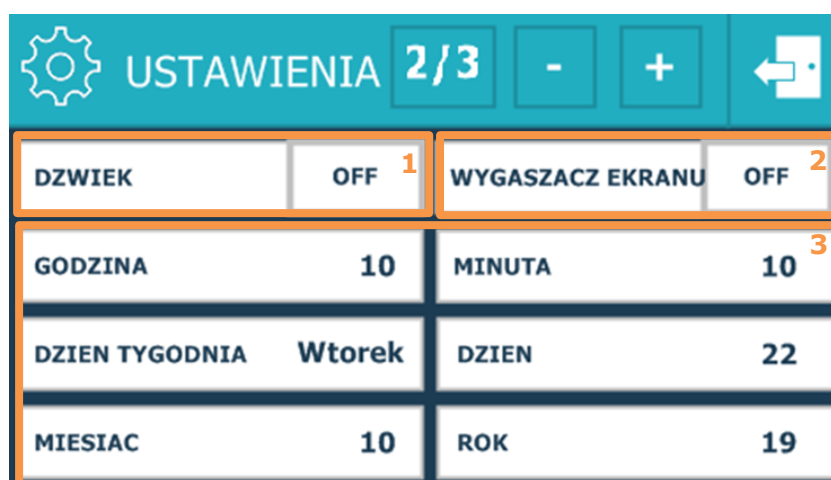 USTAWIENIA 2/3 - +
DZWIEK OFF 1 WYGASZACZ EKRANU OFF 2
3
GODZINA 10 MINUTA 10
DZIEN TYGODNIA Wtorek DZIEN 22
MIESIAC 10 ROK 19